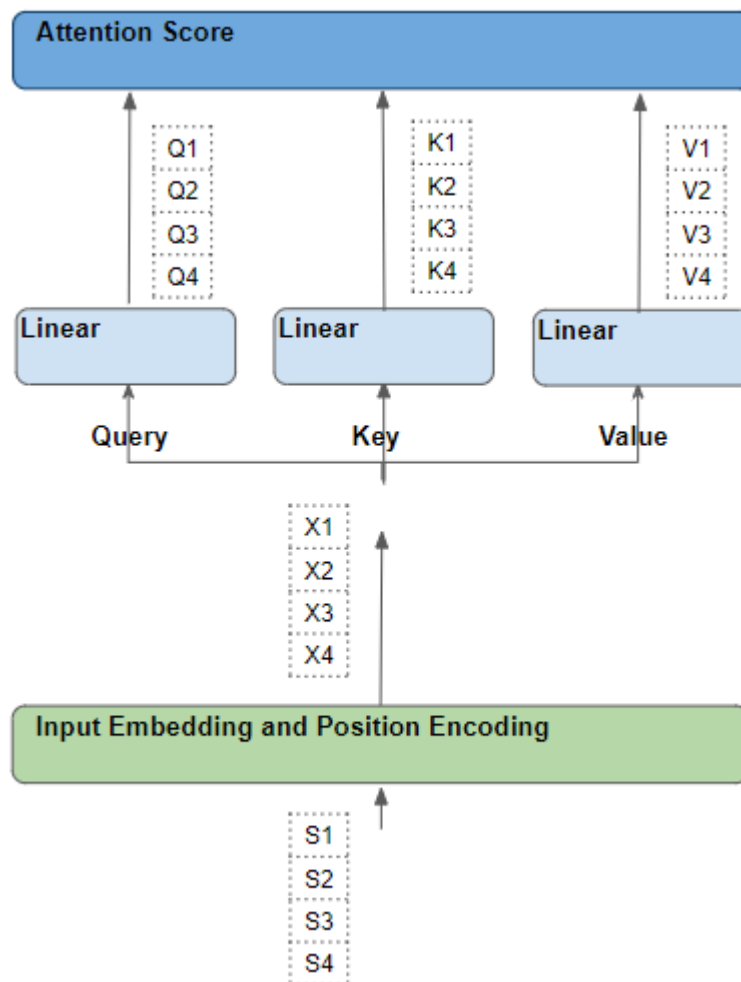 Attention Score
Q1
Q2
Q3
Q4
K1
K2
K3
K4
V1
V2
V3
V4
Linear
Linear
Linear
Query
Key
Value
X1
X2
X3
X4
Input Embedding and Position Encoding
S1
S2
S3
S4